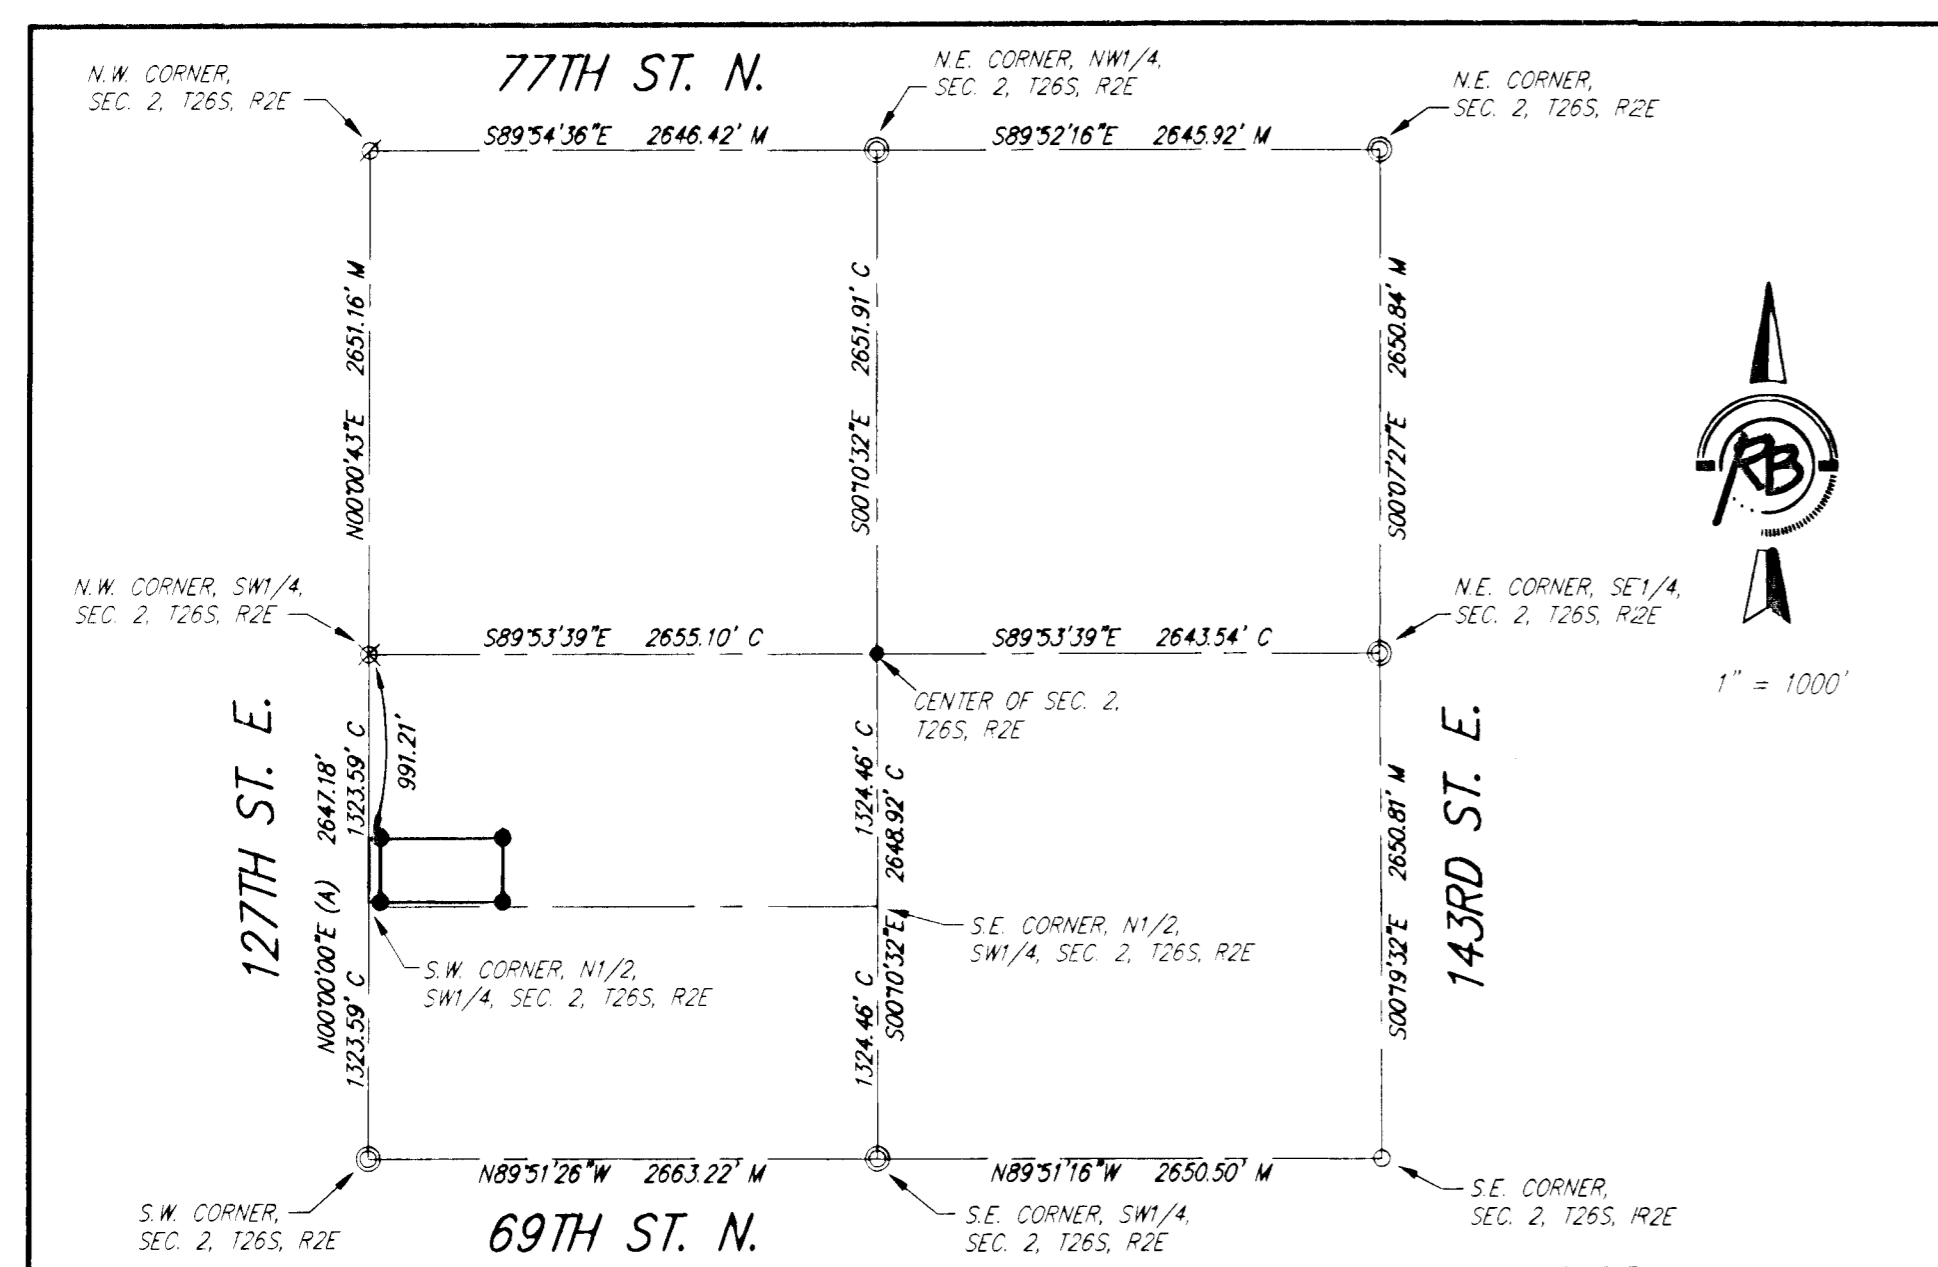 77TH ST. N.
N.W. CORNER,
SEC. 2, T26S, R2E
N.E. CORNER, NW1/4,
SEC. 2, T26S, R2E
N.E. CORNER,
SEC. 2, T26S, R2E
S89°54'36"E 2646.42' M
S89°52'16"E 2645.92' M
N00°00'43"E 2651.16' M
S00°10'32"E 2651.91' C
S00°07'27"E 2650.84' M
RB
N.W. CORNER, SW1/4,
SEC. 2, T26S, R2E
N.E. CORNER, SE1/4,
SEC. 2, T26S, R2E
S89°53'39"E 2655.10' C
S89°53'39"E 2643.54' C
1" = 1000'
CENTER OF SEC. 2,
T26S, R2E
127TH ST. E.
N00°00'00"E (A) 2647.18'
1323.59' C
991.21'
1324.46' C
2648.92' C
S00°19'32"E 2650.81' M
143RD ST. E.
S.W. CORNER, N1/2,
SW1/4, SEC. 2, T26S, R2E
S.E. CORNER, N1/2,
SW1/4, SEC. 2, T26S, R2E
1323.59' C
1324.46' C
S00°10'32"E
N89°51'26"W 2663.22' M
N89°51'16"W 2650.50' M
S.W. CORNER,
SEC. 2, T26S, R2E
69TH ST. N.
S.E. CORNER, SW1/4,
SEC. 2, T26S, R2E
S.E. CORNER,
SEC. 2, T26S, R2E